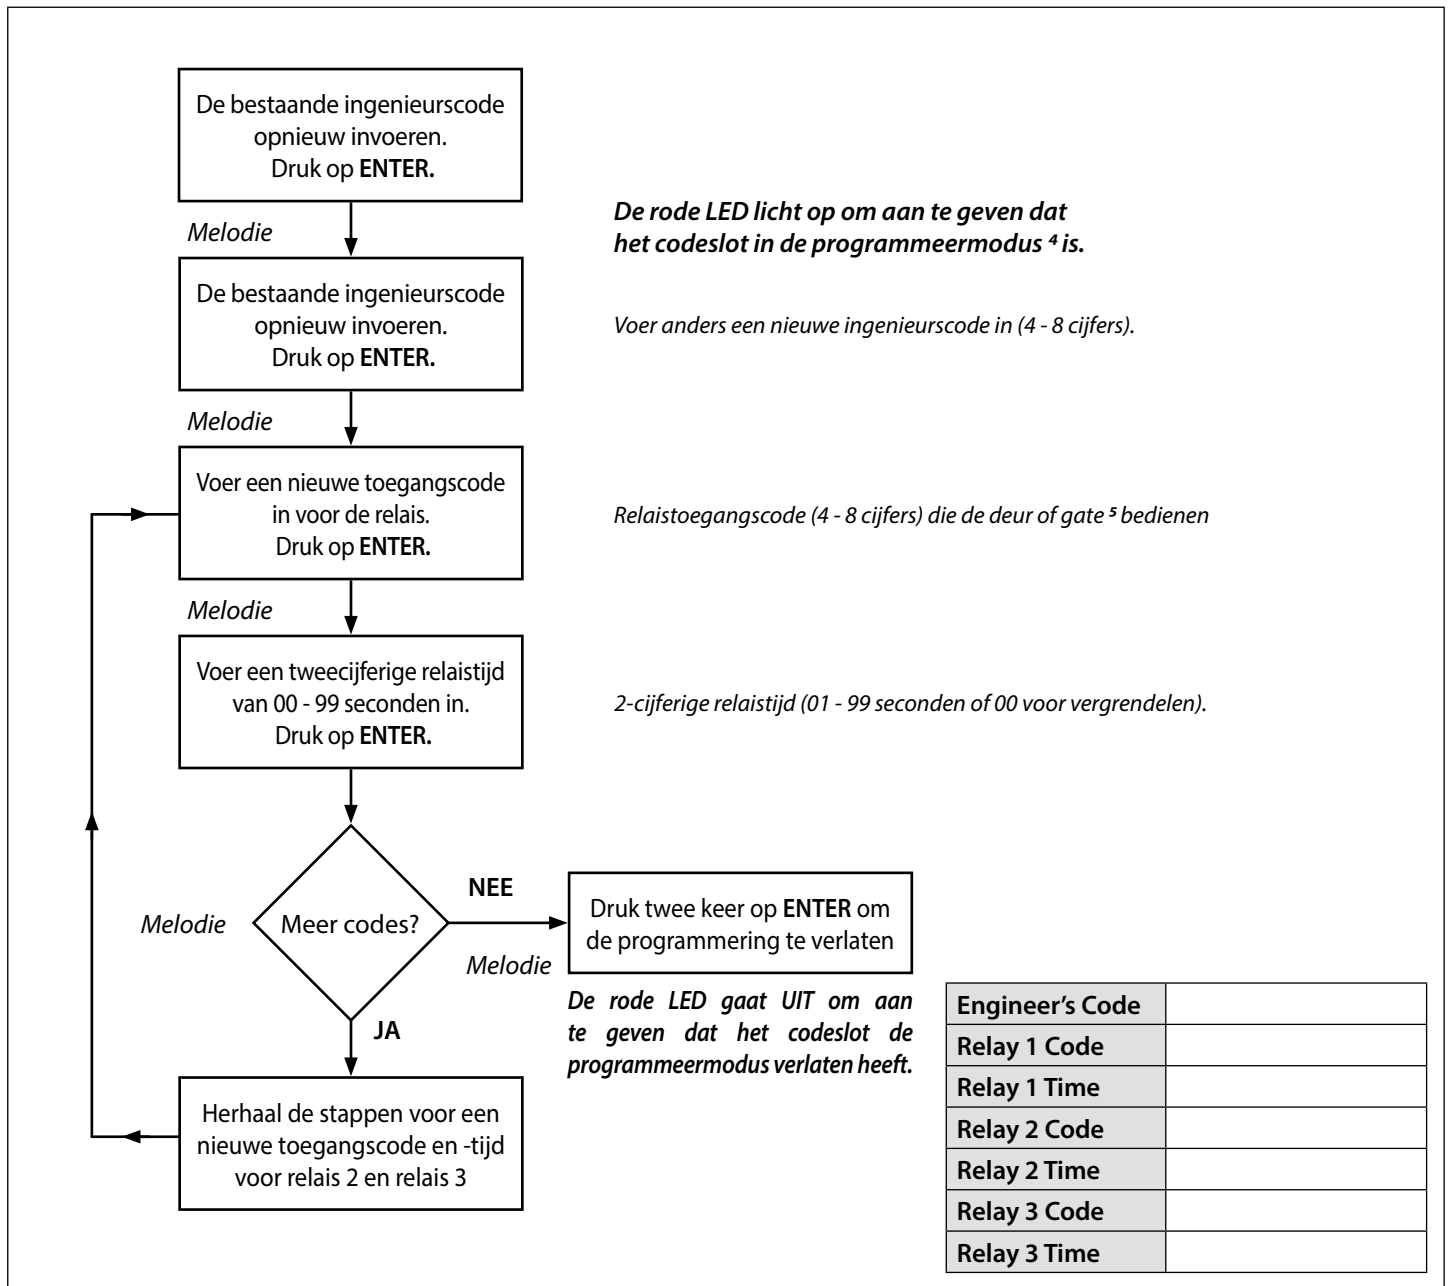 De bestaande ingenieurscode
opnieuw invoeren.
Druk op ENTER.
Melodie
De rode LED licht op om aan te geven dat
het codeslot in de programmeermodus ⁴ is.
De bestaande ingenieurscode
opnieuw invoeren.
Druk op ENTER.
Voer anders een nieuwe ingenieurscode in (4 - 8 cijfers).
Melodie
Voer een nieuwe toegangscode
in voor de relais.
Druk op ENTER.
Relaistoegangscode (4 - 8 cijfers) die de deur of gate ⁵ bedienen
Melodie
Voer een tweecijferige relaistijd
van 00 - 99 seconden in.
Druk op ENTER.
2-cijferige relaistijd (01 - 99 seconden of 00 voor vergrendelen).
Melodie
Meer codes?
NEE
Melodie
Druk twee keer op ENTER om
de programmering te verlaten
De rode LED gaat UIT om aan
te geven dat het codeslot de
programmeermodus verlaten heeft.
JA
Herhaal de stappen voor een
nieuwe toegangscode en -tijd
voor relais 2 en relais 3
Engineer's Code
Relay 1 Code
Relay 1 Time
Relay 2 Code
Relay 2 Time
Relay 3 Code
Relay 3 Time